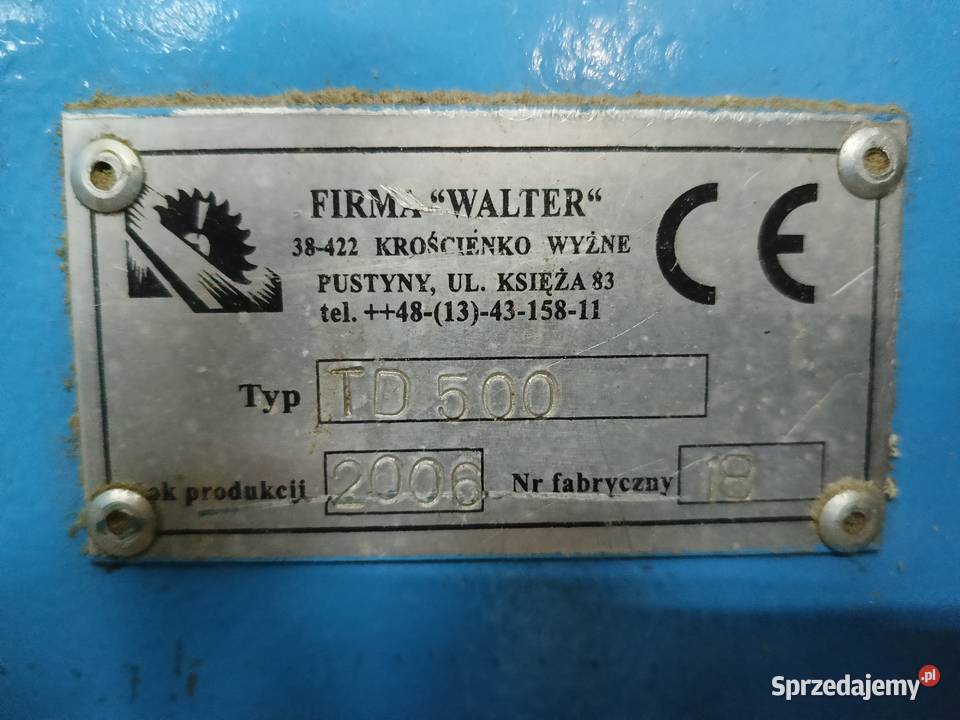 FIRMA "WALTER"
38-422 KROŚCIENKO WYŻNE
PUSTYNY, UL. KSIĘŻA 83
tel. ++48-(13)-43-158-11
CE
Typ TD 500
ok produkcji 2006 Nr fabryczny 18
Sprzedajemy.pl